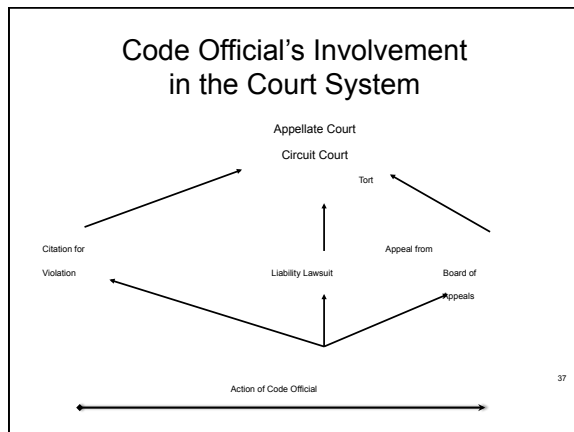 Code Official's Involvement
in the Court System
Appellate Court
Circuit Court
Tort
Citation for
Violation
Liability Lawsuit
Appeal from
Board of
Appeals
Action of Code Official
37